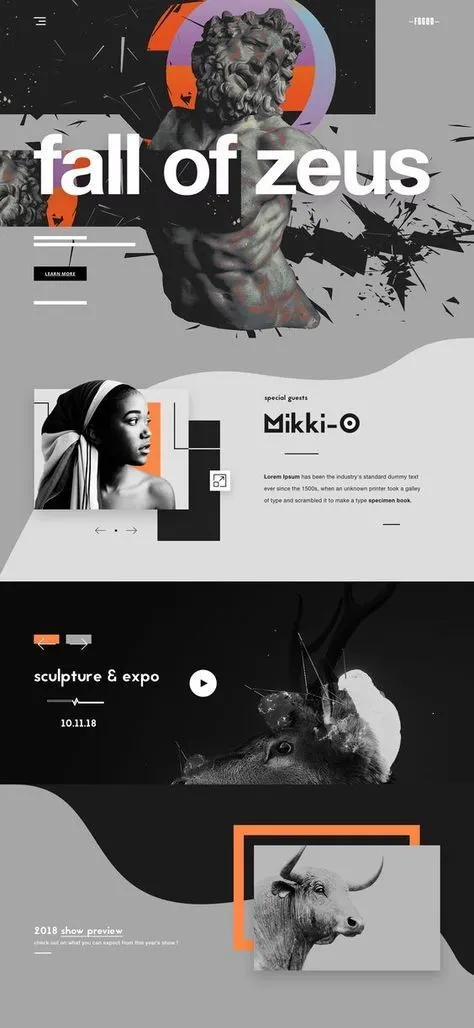 FSGOD
fall of zeus
LEARN MORE
special guests
Mikki-O
Lorem Ipsum has been the industry's standard dummy text
ever since the 1500s, when an unknown printer took a galley
of type and scrambled it to make a type specimen book.
sculpture & expo
10.11.18
2018 show preview
check out on what you can expect from this year's show !